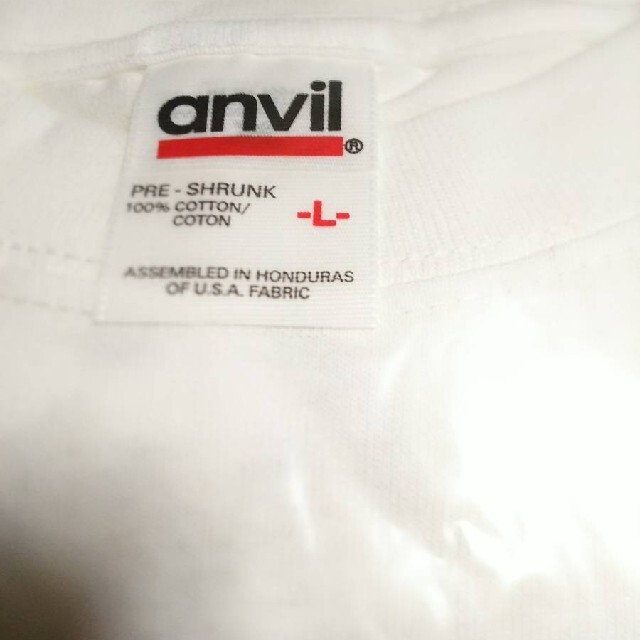 anvil®
PRE - SHRUNK
100% COTTON/
COTON
-L-
ASSEMBLED IN HONDURAS
OF U.S.A. FABRIC